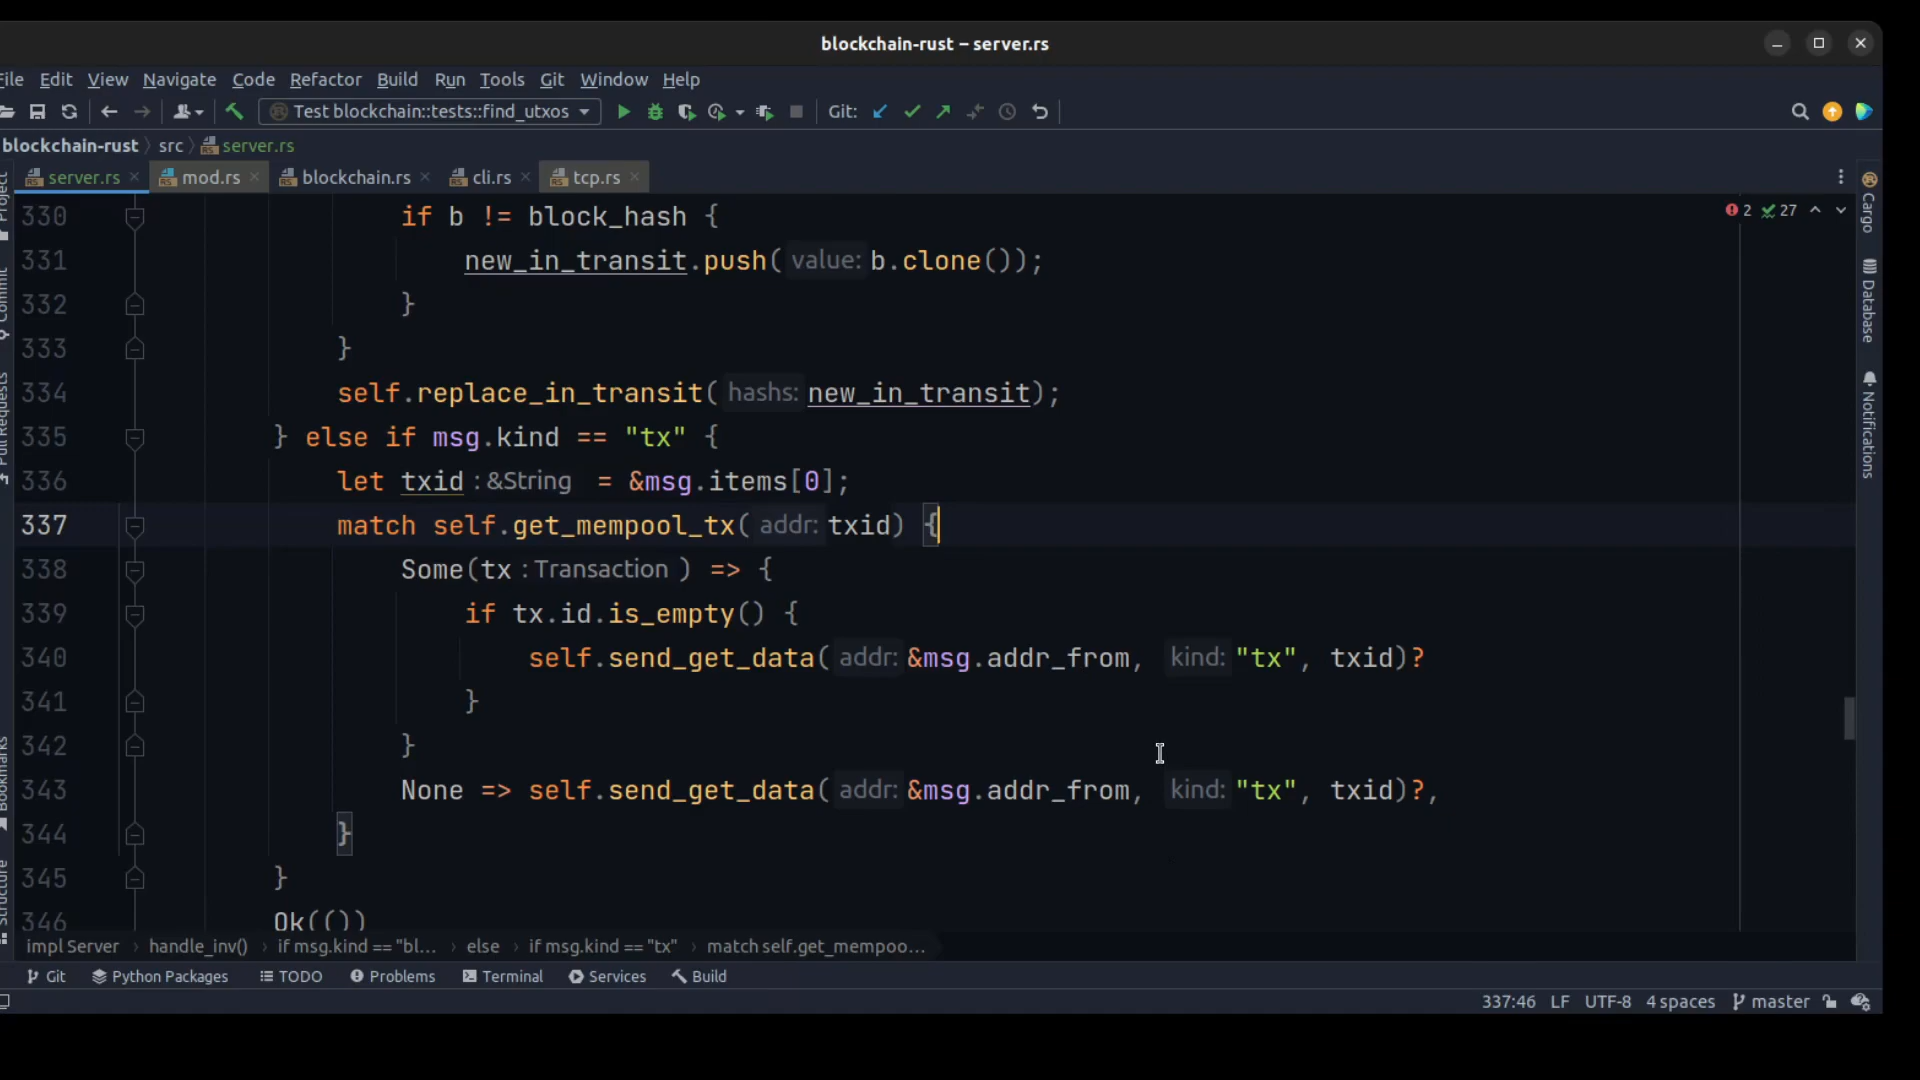 blockchain-rust – server.rs
File Edit View Navigate Code Refactor Build Run Tools Git Window Help
Test blockchain::tests::find_utxos Git:
blockchain-rust src server.rs
server.rs mod.rs blockchain.rs cli.rs tcp.rs
2 27
330 if b != block_hash {
331 new_in_transit.push( value: b.clone());
332 }
333 }
334 self.replace_in_transit( hashs: new_in_transit);
335 } else if msg.kind == "tx" {
336 let txid : &String = &msg.items[0];
337 match self.get_mempool_tx( addr: txid) {
338 Some(tx : Transaction ) => {
339 if tx.id.is_empty() {
340 self.send_get_data( addr: &msg.addr_from, kind: "tx", txid)?
341 }
342 }
343 None => self.send_get_data( addr: &msg.addr_from, kind: "tx", txid)?,
344 }
345 }
346 Ok(())
impl Server handle_inv() if msg.kind == "bl... else if msg.kind == "tx" match self.get_mempoo...
Git Python Packages TODO Problems Terminal Services Build
337:46 LF UTF-8 4 spaces master
Project
Commit
Pull Requests
Bookmarks
Structure
Cargo
Database
Notifications